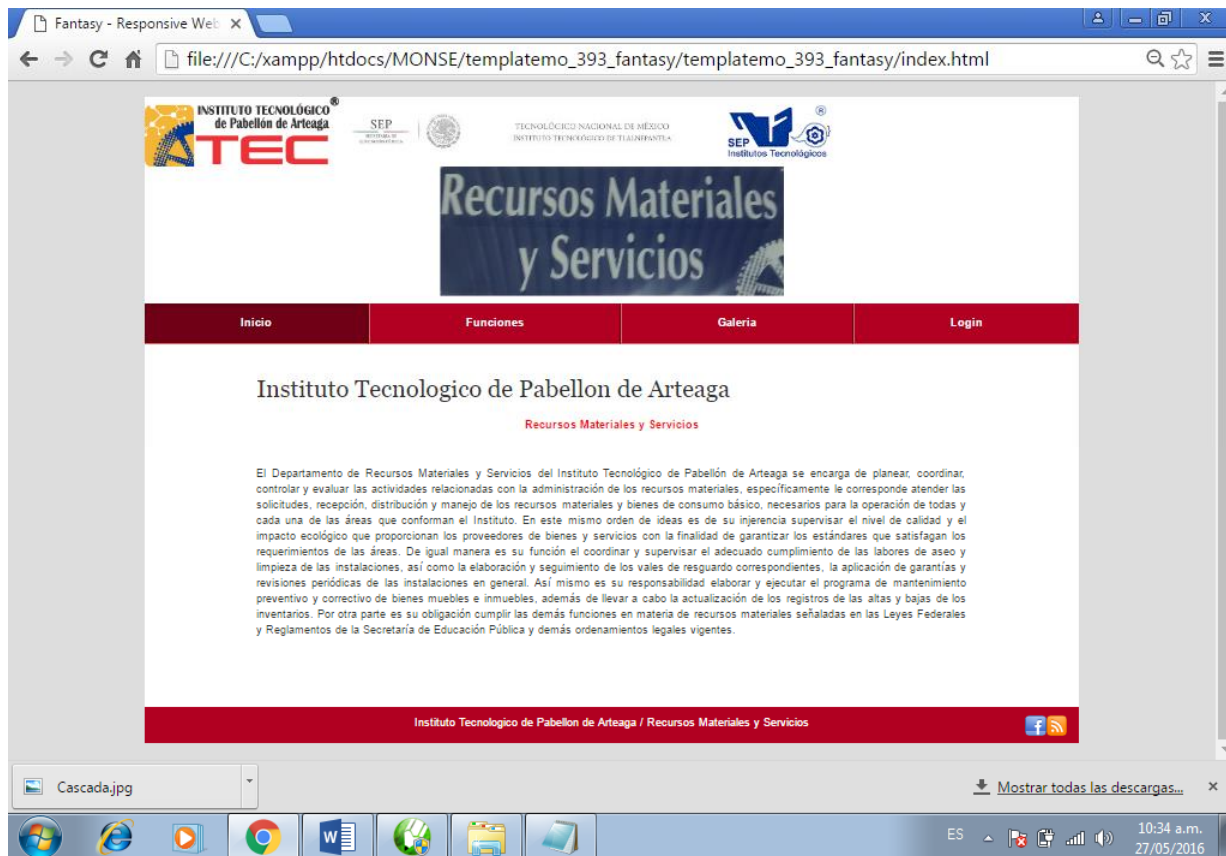 Fantasy - Responsive Web
file:///C:/xampp/htdocs/MONSE/templatemo_393_fantasy/templatemo_393_fantasy/index.html
INSTITUTO TECNOLÓGICO®
de Pabellón de Arteaga
TEC
SEP
TECNOLÓGICO NACIONAL DE MÉXICO
INSTITUTO TECNOLÓGICO DE TLALNEPANTLA
®
SEP
Institutos Tecnológicos
Recursos Materiales
y Servicios
Inicio Funciones Galeria Login
Instituto Tecnologico de Pabellon de Arteaga
Recursos Materiales y Servicios
El Departamento de Recursos Materiales y Servicios del Instituto Tecnológico de Pabellón de Arteaga se encarga de planear, coordinar,
controlar y evaluar las actividades relacionadas con la administración de los recursos materiales, específicamente le corresponde atender las
solicitudes, recepción, distribución y manejo de los recursos materiales y bienes de consumo básico, necesarios para la operación de todas y
cada una de las áreas que conforman el Instituto. En este mismo orden de ideas es de su injerencia supervisar el nivel de calidad y el
impacto ecológico que proporcionan los proveedores de bienes y servicios con la finalidad de garantizar los estándares que satisfagan los
requerimientos de las áreas. De igual manera es su función el coordinar y supervisar el adecuado cumplimiento de las labores de aseo y
limpieza de las instalaciones, así como la elaboración y seguimiento de los vales de resguardo correspondientes, la aplicación de garantías y
revisiones periódicas de las instalaciones en general. Así mismo es su responsabilidad elaborar y ejecutar el programa de mantenimiento
preventivo y correctivo de bienes muebles e inmuebles, además de llevar a cabo la actualización de los registros de las altas y bajas de los
inventarios. Por otra parte es su obligación cumplir las demás funciones en materia de recursos materiales señaladas en las Leyes Federales
y Reglamentos de la Secretaría de Educación Pública y demás ordenamientos legales vigentes.
Instituto Tecnologico de Pabellon de Arteaga / Recursos Materiales y Servicios
Cascada.jpg
Mostrar todas las descargas...
ES
10:34 a.m.
27/05/2016